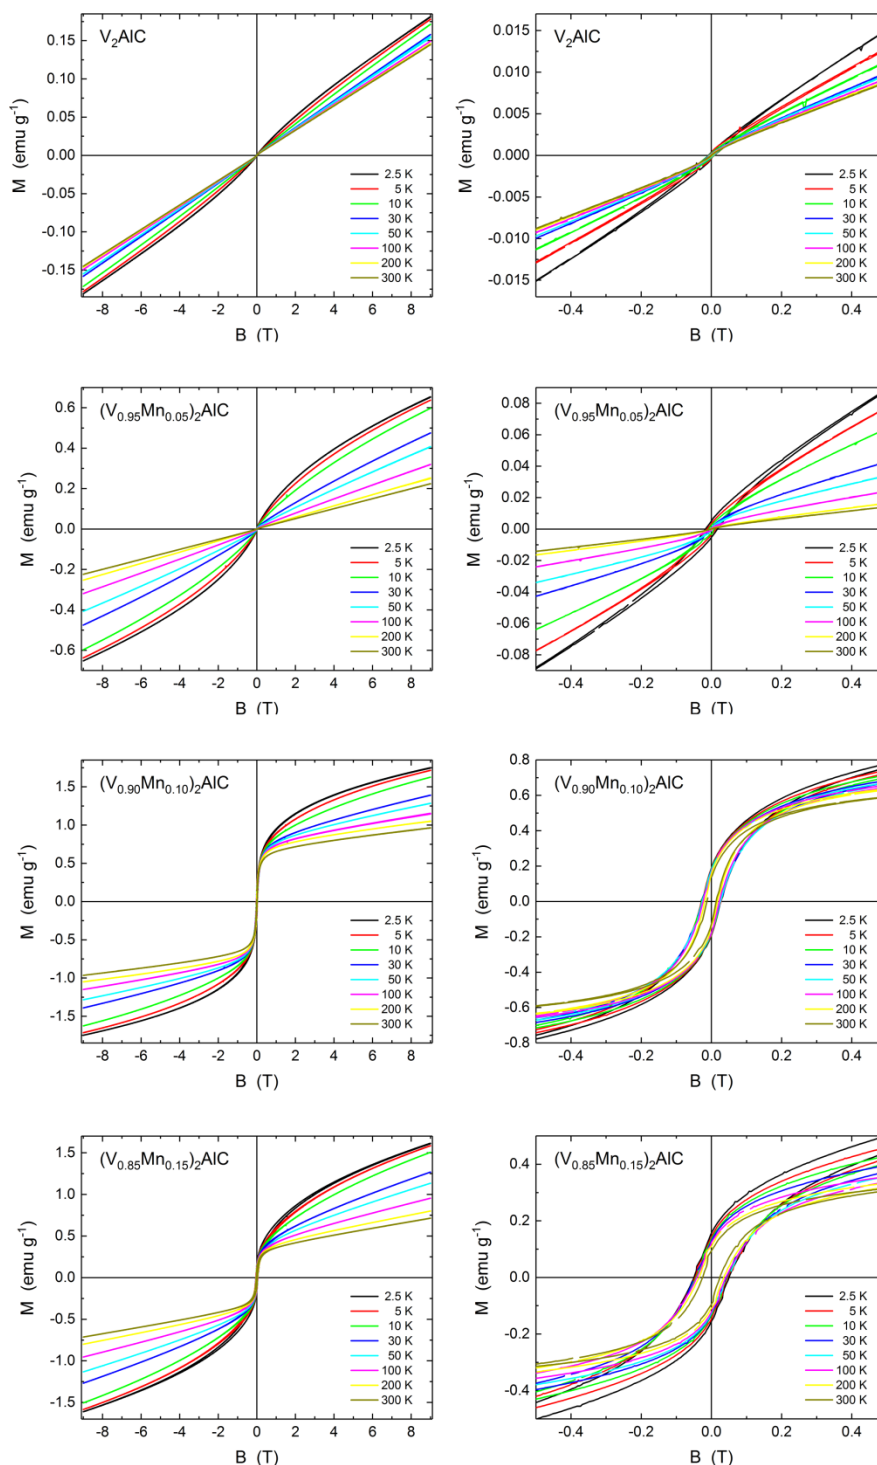 V2AlC
M (emu g-1)
0.15
0.10
0.05
0.00
-0.05
-0.10
-0.15
2.5 K
5 K
10 K
30 K
50 K
100 K
200 K
300 K
-8 -6 -4 -2 0 2 4 6 8
B (T)
V2AlC
M (emu g-1)
0.015
0.010
0.005
0.000
-0.005
-0.010
-0.015
2.5 K
5 K
10 K
30 K
50 K
100 K
200 K
300 K
-0.4 -0.2 0.0 0.2 0.4
B (T)
(V0.95Mn0.05)2AlC
M (emu g-1)
0.6
0.4
0.2
0.0
-0.2
-0.4
-0.6
2.5 K
5 K
10 K
30 K
50 K
100 K
200 K
300 K
-8 -6 -4 -2 0 2 4 6 8
B (T)
(V0.95Mn0.05)2AlC
M (emu g-1)
0.08
0.06
0.04
0.02
0.00
-0.02
-0.04
-0.06
-0.08
2.5 K
5 K
10 K
30 K
50 K
100 K
200 K
300 K
-0.4 -0.2 0.0 0.2 0.4
B (T)
(V0.90Mn0.10)2AlC
M (emu g-1)
1.5
1.0
0.5
0.0
-0.5
-1.0
-1.5
2.5 K
5 K
10 K
30 K
50 K
100 K
200 K
300 K
-8 -6 -4 -2 0 2 4 6 8
B (T)
(V0.90Mn0.10)2AlC
M (emu g-1)
0.8
0.6
0.4
0.2
0.0
-0.2
-0.4
-0.6
-0.8
2.5 K
5 K
10 K
30 K
50 K
100 K
200 K
300 K
-0.4 -0.2 0.0 0.2 0.4
B (T)
(V0.85Mn0.15)2AlC
M (emu g-1)
1.5
1.0
0.5
0.0
-0.5
-1.0
-1.5
2.5 K
5 K
10 K
30 K
50 K
100 K
200 K
300 K
-8 -6 -4 -2 0 2 4 6 8
B (T)
(V0.85Mn0.15)2AlC
M (emu g-1)
0.4
0.2
0.0
-0.2
-0.4
2.5 K
5 K
10 K
30 K
50 K
100 K
200 K
300 K
-0.4 -0.2 0.0 0.2 0.4
B (T)